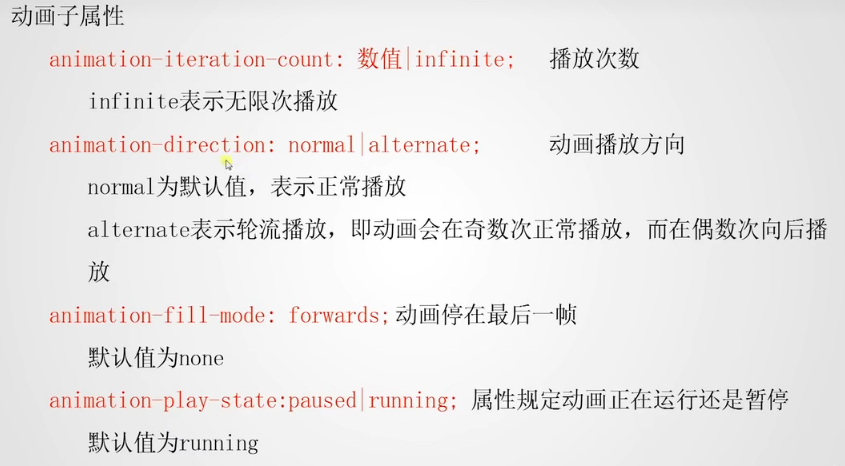 动画子属性
animation-iteration-count: 数值|infinite; 播放次数
infinite表示无限次播放
animation-direction: normal|alternate; 动画播放方向
normal为默认值，表示正常播放
alternate表示轮流播放，即动画会在奇数次正常播放，而在偶数次向后播
放
animation-fill-mode: forwards; 动画停在最后一帧
默认值为none
animation-play-state:paused|running; 属性规定动画正在运行还是暂停
默认值为running